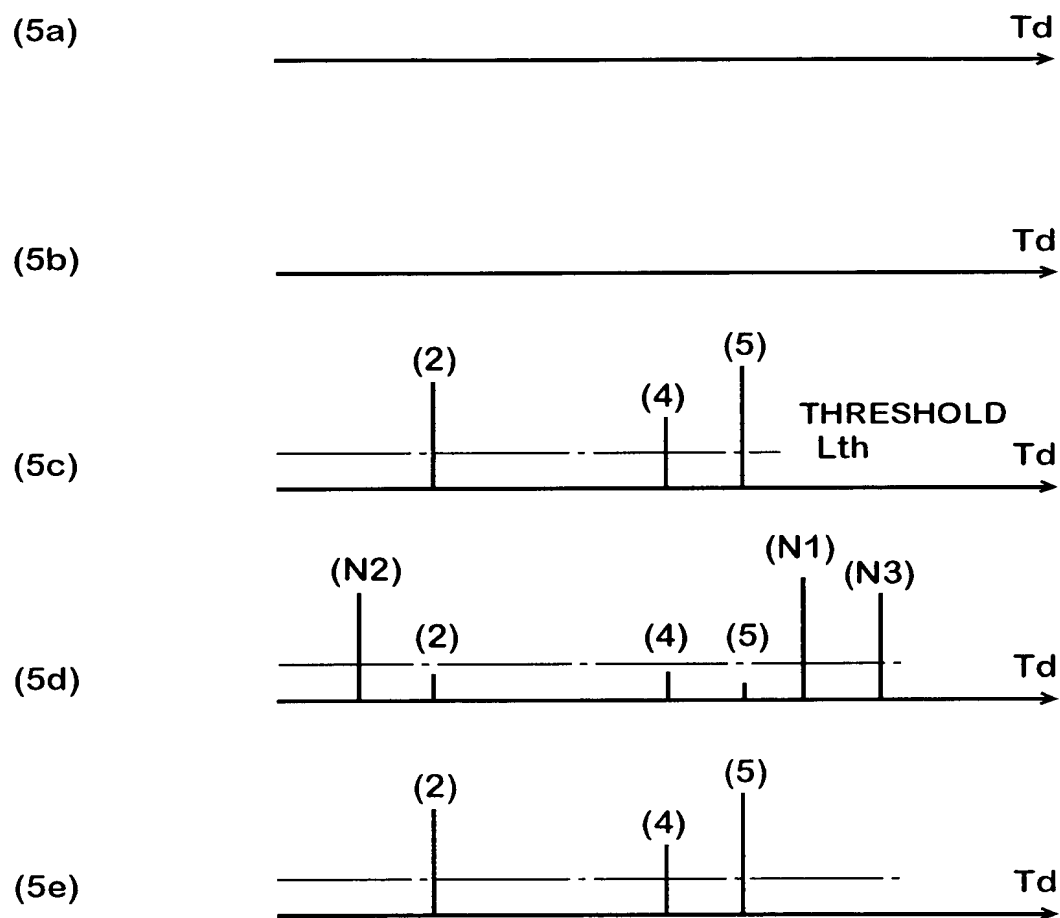 (5a) Td
(5b) Td
(2) (4) (5)
THRESHOLD
Lth
(5c) Td
(N2) (2) (4) (5) (N1) (N3)
(5d) Td
(2) (4) (5)
(5e) Td